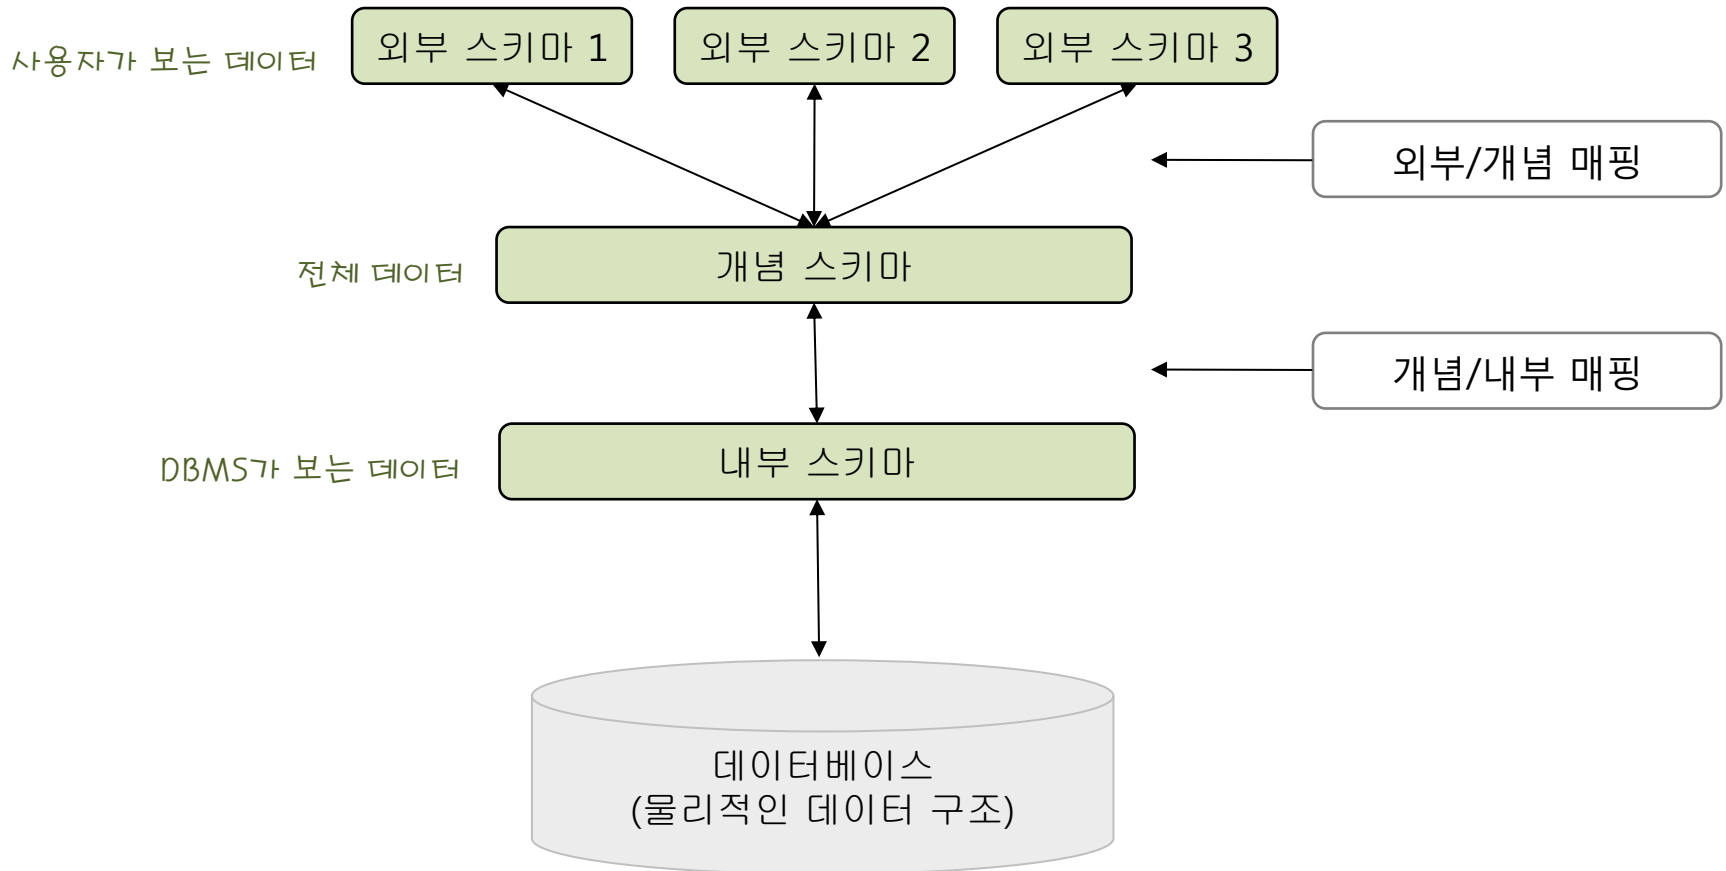 사용자가 보는 데이터
외부 스키마 1
외부 스키마 2
외부 스키마 3
외부/개념 매핑
전체 데이터
개념 스키마
개념/내부 매핑
DBMS가 보는 데이터
내부 스키마
데이터베이스
(물리적인 데이터 구조)